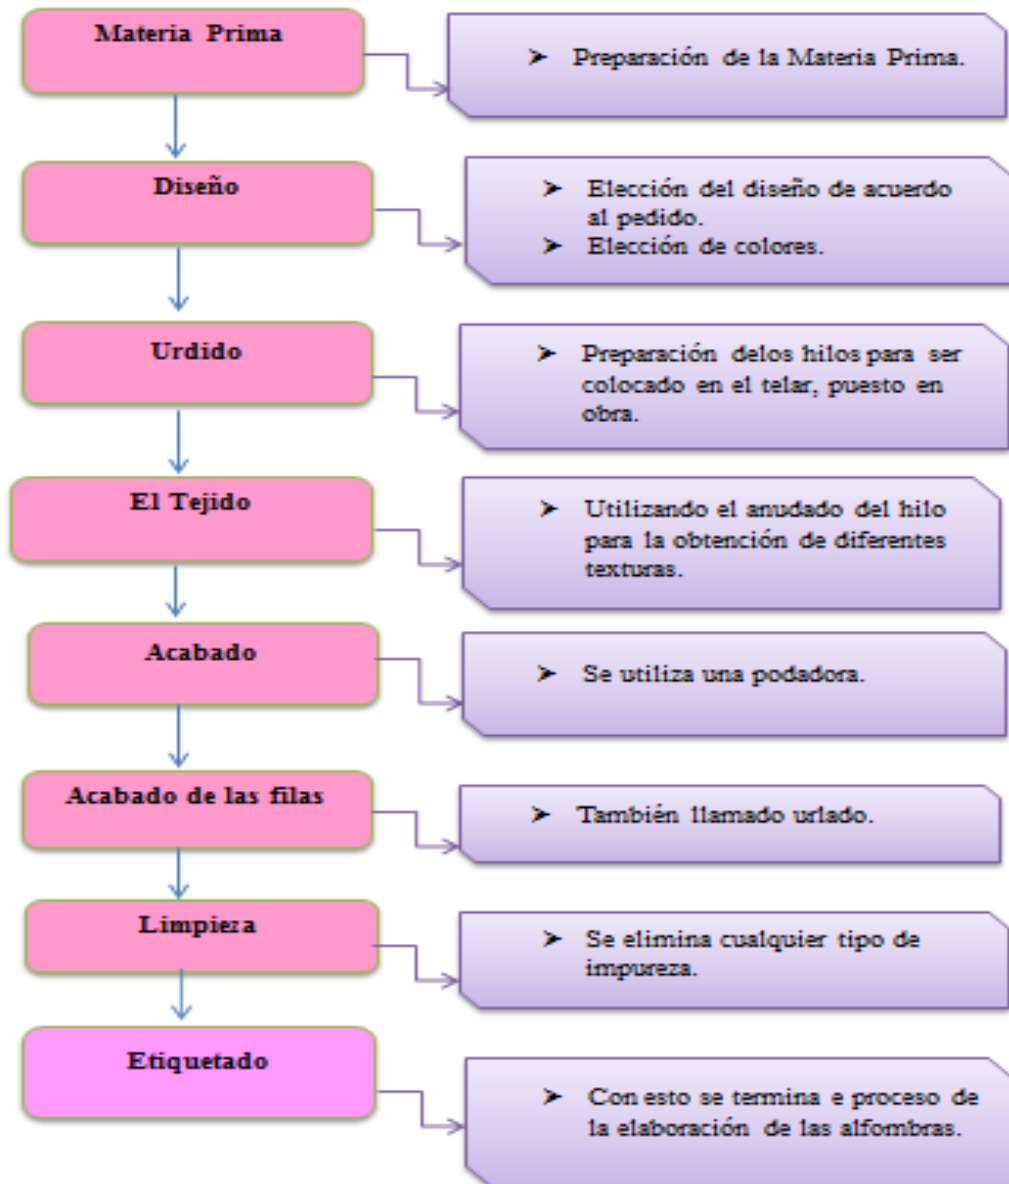 Materia Prima
➤ Preparación de la Materia Prima.
Diseño
➤ Elección del diseño de acuerdo
al pedido.
➤ Elección de colores.
Urdido
➤ Preparación delos hilos para ser
colocado en el telar, puesto en
obra.
El Tejido
➤ Utilizando el anudado del hilo
para la obtención de diferentes
texturas.
Acabado
➤ Se utiliza una podadora.
Acabado de las filas
➤ También llamado urlado.
Limpieza
➤ Se elimina cualquier tipo de
impureza.
Etiquetado
➤ Con esto se termina e proceso de
la elaboración de las alfombras.